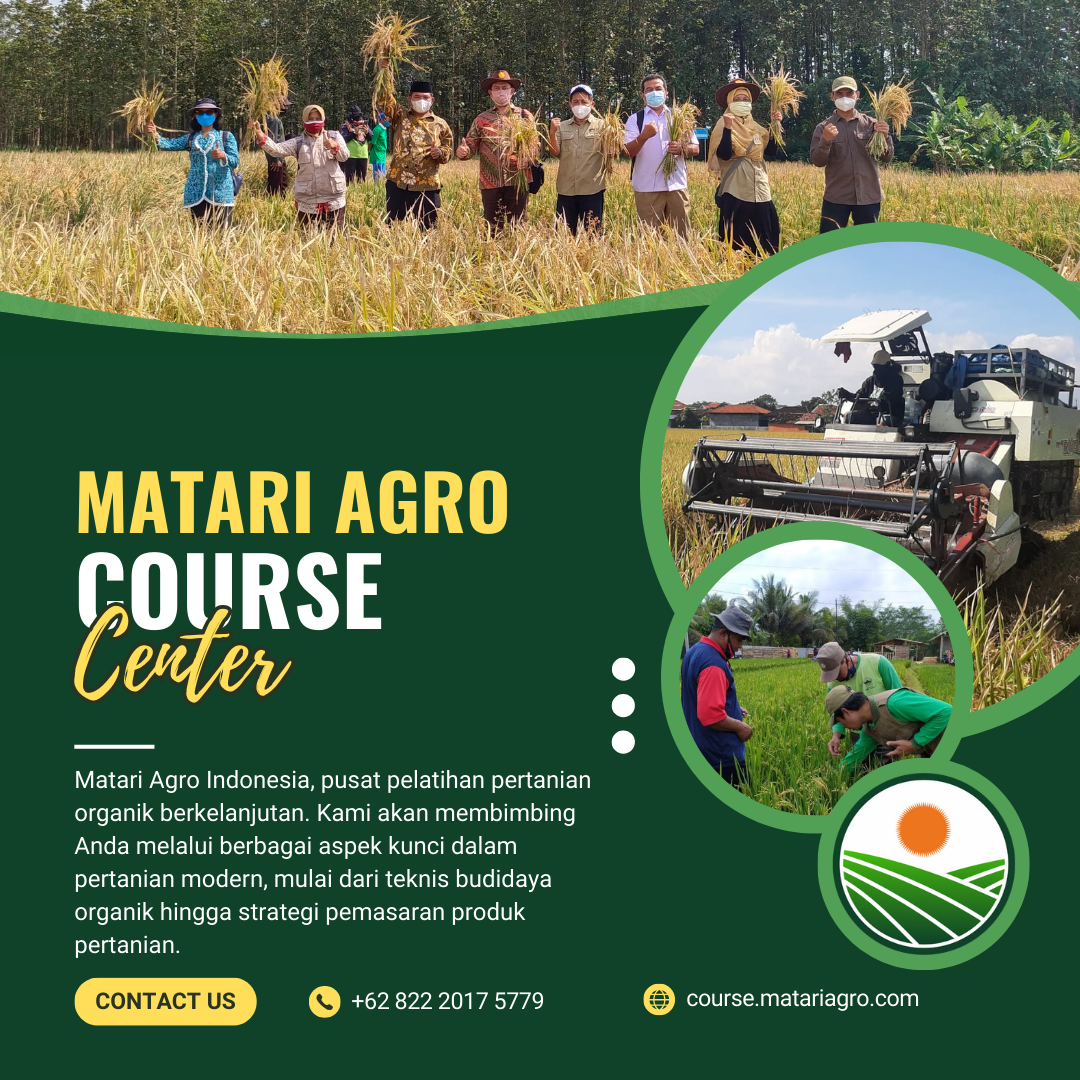 MATARI AGRO
COURSE
Center
Matari Agro Indonesia, pusat pelatihan pertanian
organik berkelanjutan. Kami akan membimbing
Anda melalui berbagai aspek kunci dalam
pertanian modern, mulai dari teknis budidaya
organik hingga strategi pemasaran produk
pertanian.
CONTACT US
+62 822 2017 5779
course.matariagro.com